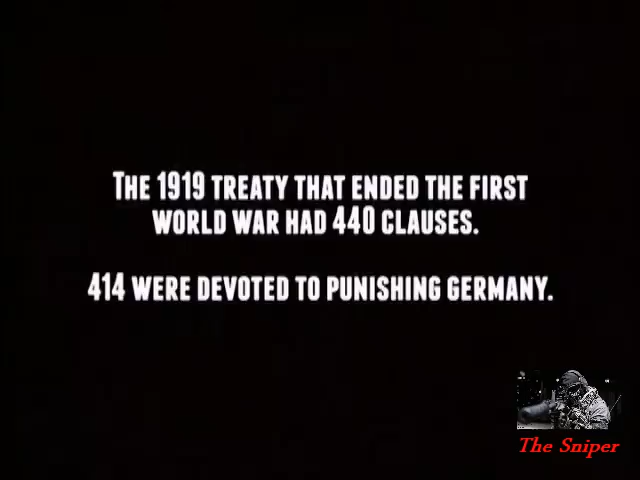 The 1919 treaty that ended the first
world war had 440 clauses.
414 were devoted to punishing germany.
The Sniper